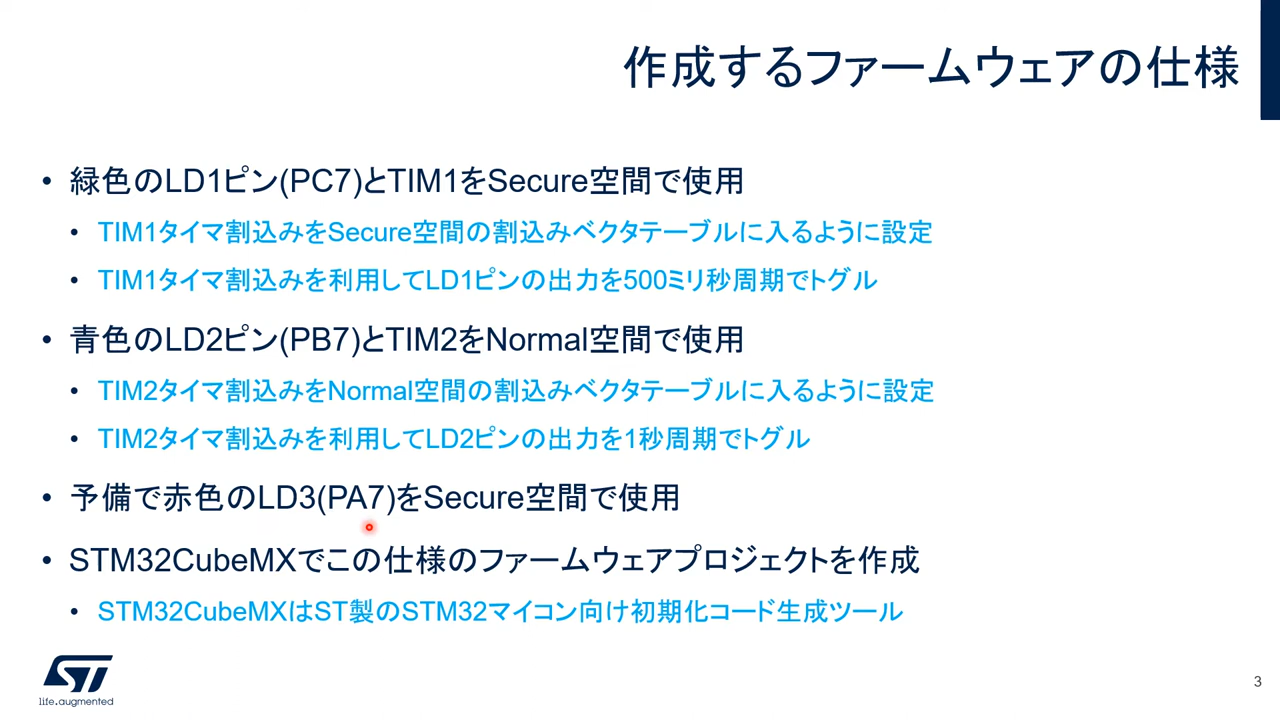 作成するファームウェアの仕様
• 緑色のLD1ピン(PC7)とTIM1をSecure空間で使用
• TIM1タイマ割込みをSecure空間の割込みベクタテーブルに入るように設定
• TIM1タイマ割込みを利用してLD1ピンの出力を500ミリ秒周期でトグル
• 青色のLD2ピン(PB7)とTIM2をNormal空間で使用
• TIM2タイマ割込みをNormal空間の割込みベクタテーブルに入るように設定
• TIM2タイマ割込みを利用してLD2ピンの出力を1秒周期でトグル
• 予備で赤色のLD3(PA7)をSecure空間で使用
• STM32CubeMXでこの仕様のファームウェアプロジェクトを作成
• STM32CubeMXはST製のSTM32マイコン向け初期化コード生成ツール
ST
life.augmented
3